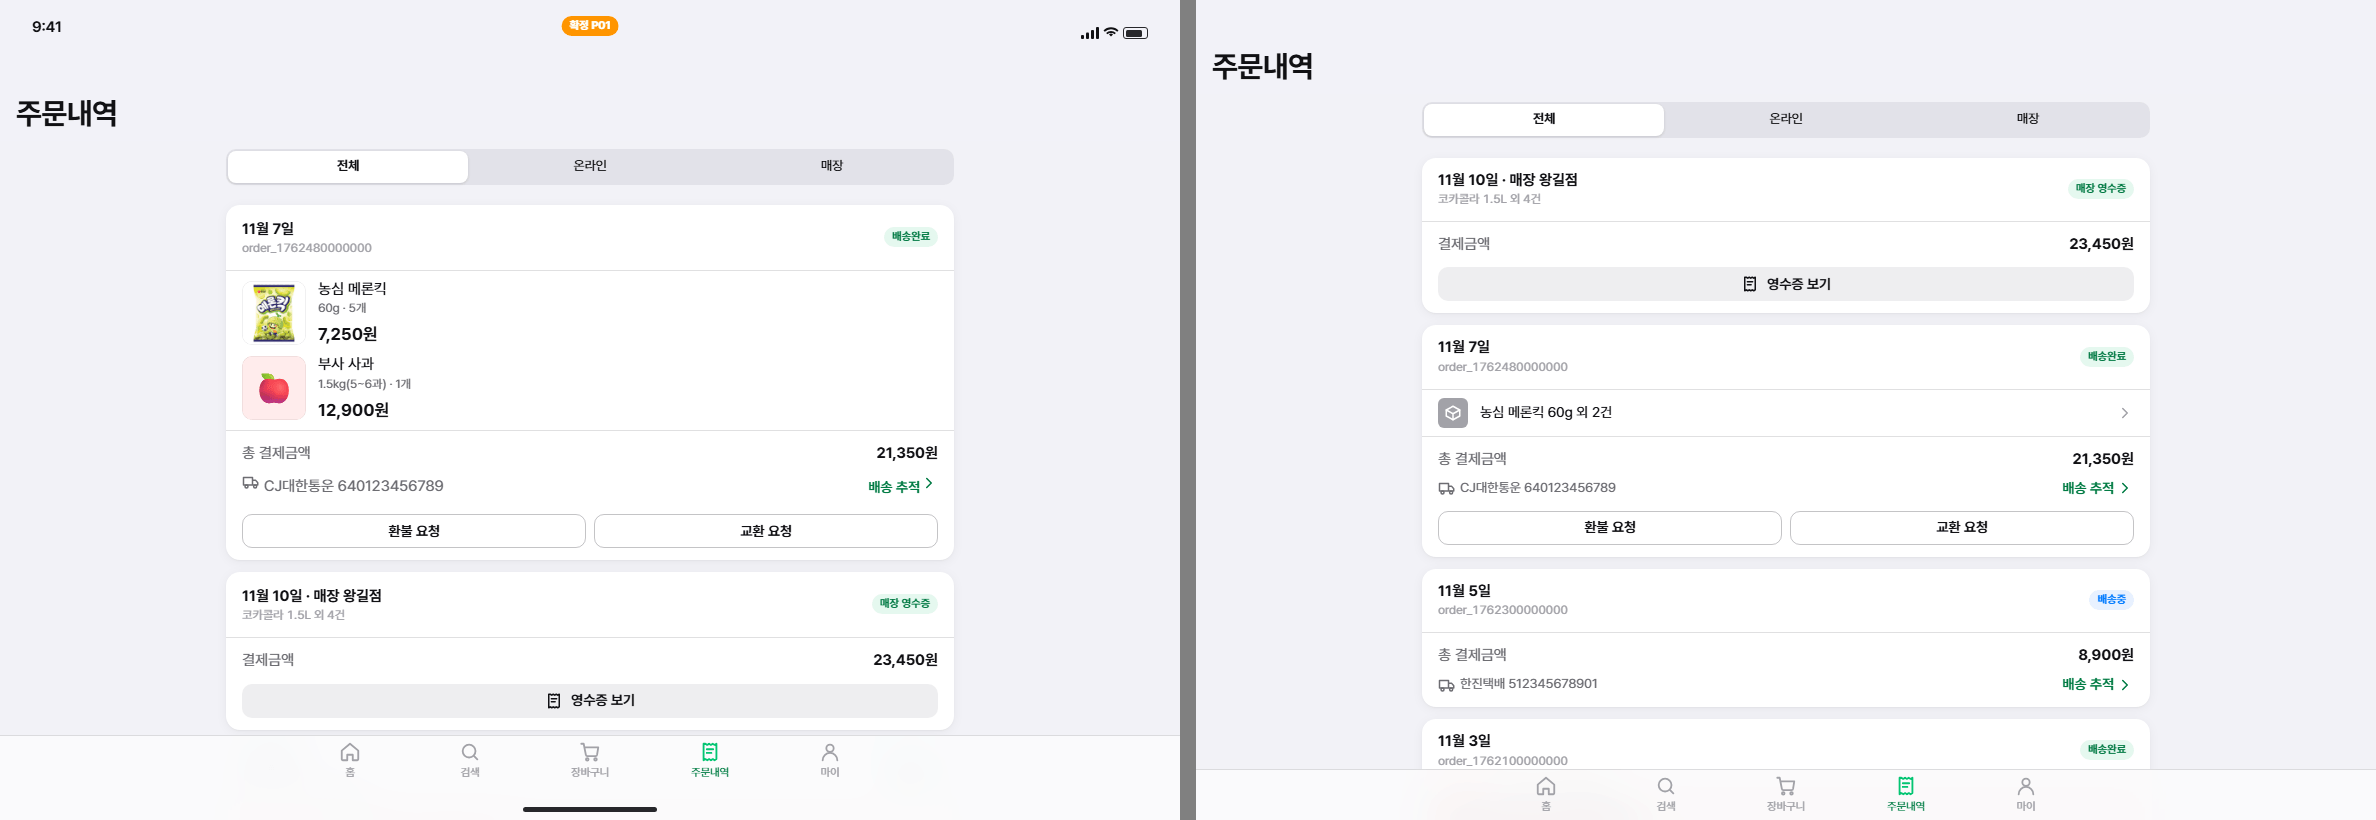 9:41
확정 P01
주문내역
전체
온라인
매장
11월 7일
order_1762480000000
배송완료
농심 메론킥
60g · 5개
7,250원
부사 사과
1.5kg(5~6과) · 1개
12,900원
총 결제금액
21,350원
CJ대한통운 640123456789
배송 추적
환불 요청
교환 요청
11월 10일 · 매장 왕길점
코카콜라 1.5L 외 4건
매장 영수증
결제금액
23,450원
영수증 보기
홈
검색
장바구니
주문내역
마이
주문내역
전체
온라인
매장
11월 10일 · 매장 왕길점
코카콜라 1.5L 외 4건
매장 영수증
결제금액
23,450원
영수증 보기
11월 7일
order_1762480000000
배송완료
농심 메론킥 60g 외 2건
총 결제금액
21,350원
CJ대한통운 640123456789
배송 추적
환불 요청
교환 요청
11월 5일
order_1762300000000
배송중
총 결제금액
8,900원
한진택배 512345678901
배송 추적
11월 3일
order_1762100000000
배송완료
홈
검색
장바구니
주문내역
마이